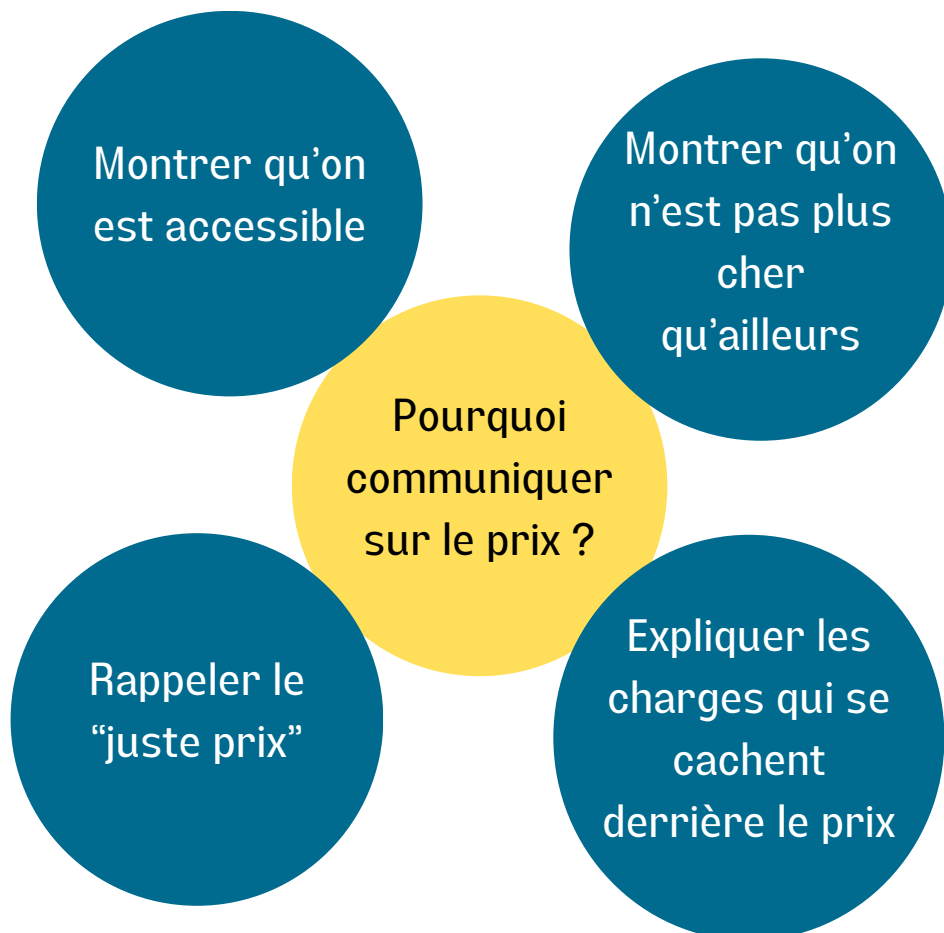 Montrer qu’on
est accessible
Montrer qu’on
n’est pas plus
cher
qu’ailleurs
Pourquoi
communiquer
sur le prix ?
Rappeler le
“juste prix”
Expliquer les
charges qui se
cachent
derrière le prix